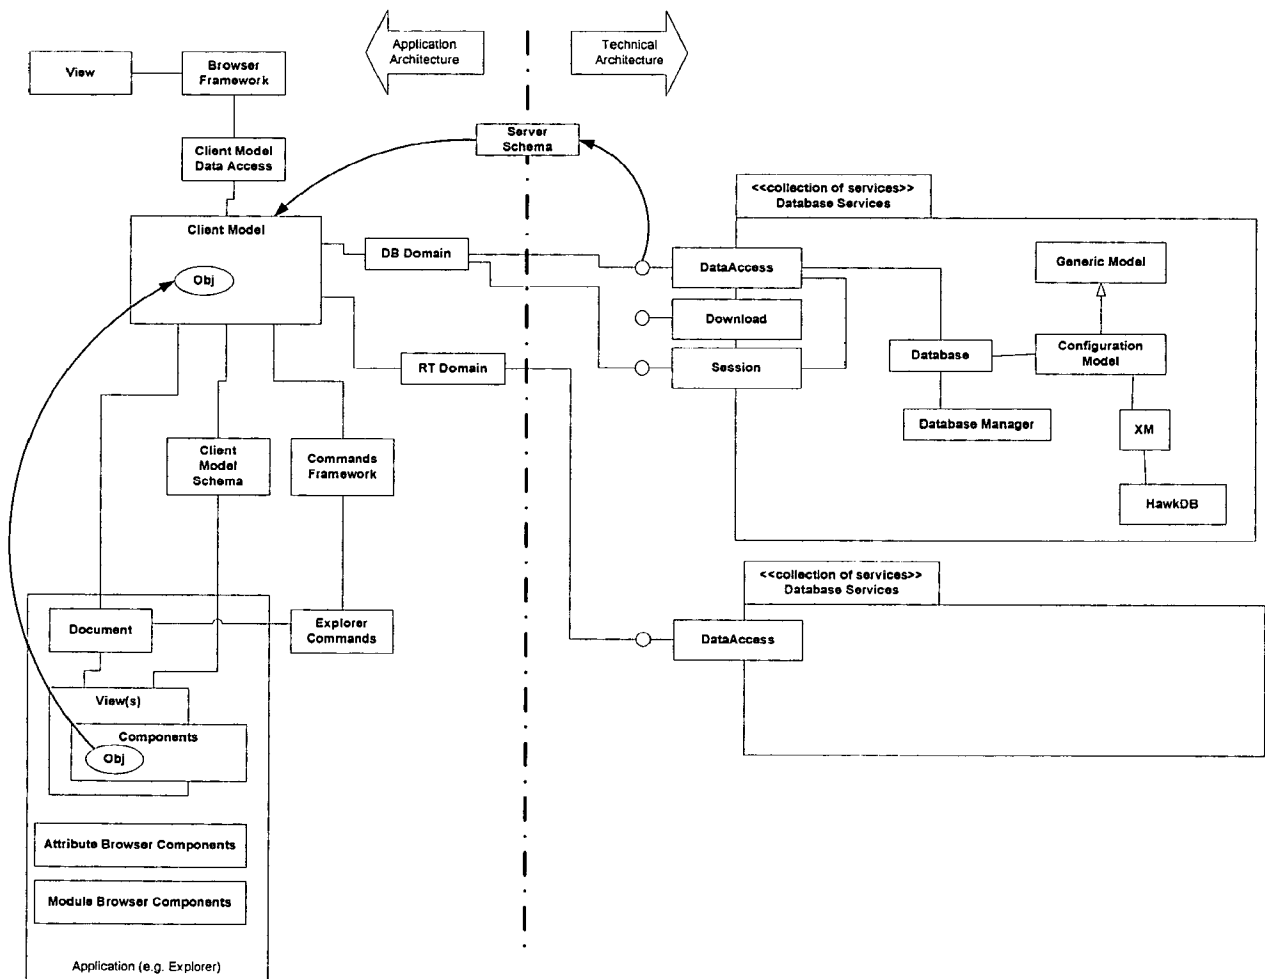 Application
Architecture
Technical
Architecture
View
Browser
Framework
Server
Schema
Client Model
Data Access
<<collection of services>>
Database Services
Client Model
DB Domain
DataAccess
Generic Model
Obj
Download
Database
Configuration
Model
RT Domain
Session
Database Manager
XM
Client
Model
Schema
Commands
Framework
HawkDB
<<collection of services>>
Database Services
Document
Explorer
Commands
DataAccess
View(s)
Components
Obj
Attribute Browser Components
Module Browser Components
Application (e.g. Explorer)